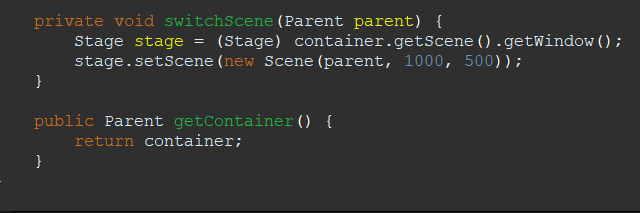 private void switchScene(Parent parent) {
    Stage stage = (Stage) container.getScene().getWindow();
    stage.setScene(new Scene(parent, 1000, 500));
}

public Parent getContainer() {
    return container;
}